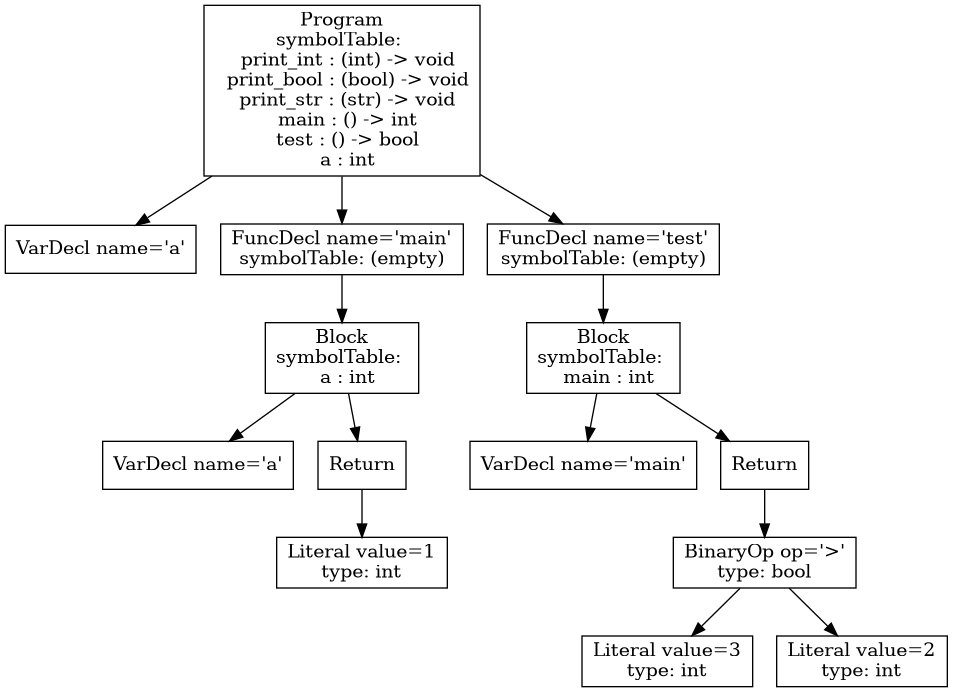 Program
symbolTable:
print_int : (int) -> void
print_bool : (bool) -> void
print_str : (str) -> void
main : () -> int
test : () -> bool
a : int
VarDecl name='a'
FuncDecl name='main'
symbolTable: (empty)
FuncDecl name='test'
symbolTable: (empty)
Block
symbolTable:
a : int
Block
symbolTable:
main : int
VarDecl name='a'
Return
VarDecl name='main'
Return
Literal value=1
type: int
BinaryOp op='>'
type: bool
Literal value=3
type: int
Literal value=2
type: int